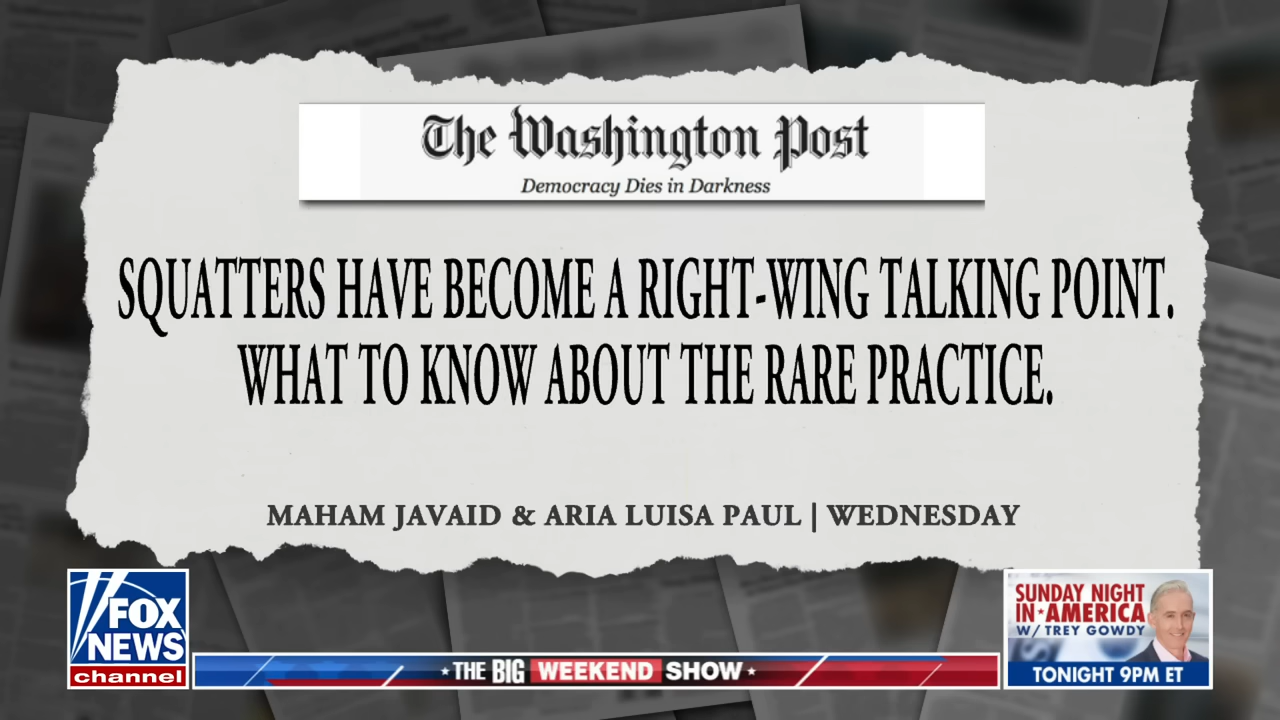 The Washington Post
Democracy Dies in Darkness
SQUATTERS HAVE BECOME A RIGHT-WING TALKING POINT.
WHAT TO KNOW ABOUT THE RARE PRACTICE.
MAHAM JAVAID & ARIA LUISA PAUL | WEDNESDAY
FOX
NEWS
channel
THE BIG WEEKEND SHOW
SUNDAY NIGHT
IN AMERICA
W/ TREY GOWDY
TONIGHT 9PM ET